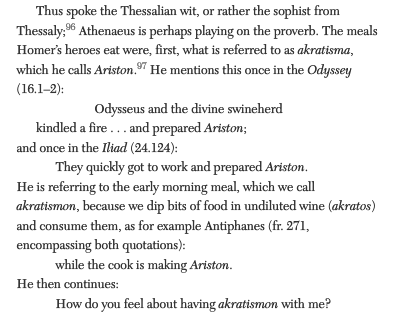 Thus spoke the Thessalian wit, or rather the sophist from
Thessaly;96 Athenaeus is perhaps playing on the proverb. The meals
Homer's heroes eat were, first, what is referred to as akratisma,
which he calls Ariston.97 He mentions this once in the Odyssey
(16.1–2):
Odysseus and the divine swineherd
kindled a fire . . . and prepared Ariston;
and once in the Iliad (24.124):
They quickly got to work and prepared Ariston.
He is referring to the early morning meal, which we call
akratismon, because we dip bits of food in undiluted wine (akratos)
and consume them, as for example Antiphanes (fr. 271,
encompassing both quotations):
while the cook is making Ariston.
He then continues:
How do you feel about having akratismon with me?